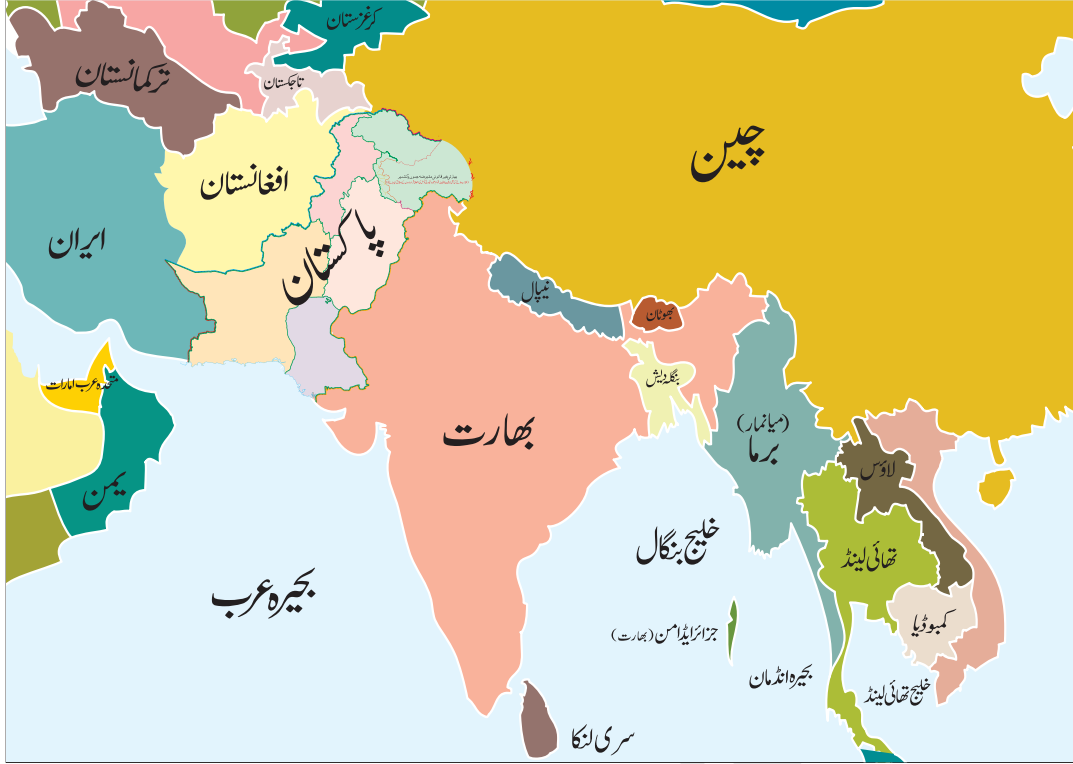 کرغزستان
ترکمانستان
تاجکستان
چین
افغانستان
ایران
پاکستان
نیپال
بھوٹان
متحدہ عرب امارات
بنگلہ دیش
بھارت
(میانمار)
برما
لاؤس
یمن
خلیج بنگال
تھائی لینڈ
بحیرہ عرب
کمبوڈیا
جزائر ایڈامن (بھارت)
بحیرہ انڈمان
خلیج تھائی لینڈ
سری لنکا